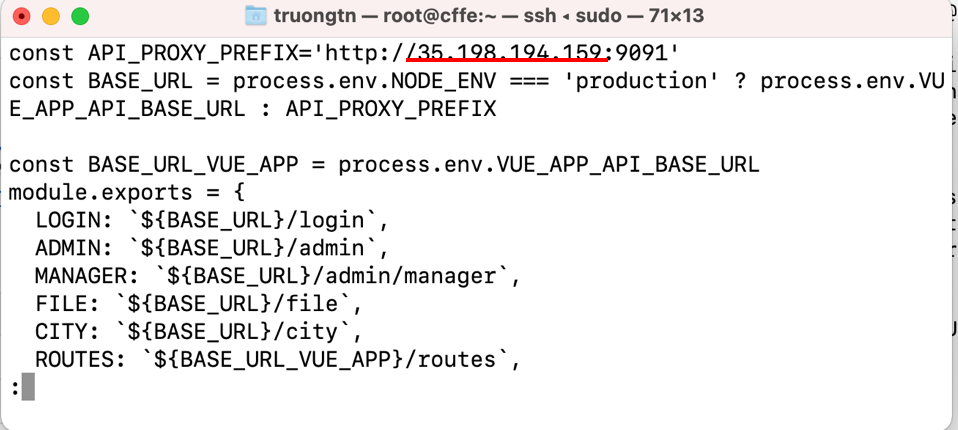 truongtn — root@cffe:~ — ssh ◂ sudo — 71×13
const API_PROXY_PREFIX='http://35.198.194.159:9091'
const BASE_URL = process.env.NODE_ENV === 'production' ? process.env.VU
E_APP_API_BASE_URL : API_PROXY_PREFIX
const BASE_URL_VUE_APP = process.env.VUE_APP_API_BASE_URL
module.exports = {
  LOGIN: `${BASE_URL}/login`,
  ADMIN: `${BASE_URL}/admin`,
  MANAGER: `${BASE_URL}/admin/manager`,
  FILE: `${BASE_URL}/file`,
  CITY: `${BASE_URL}/city`,
  ROUTES: `${BASE_URL_VUE_APP}/routes`,
: